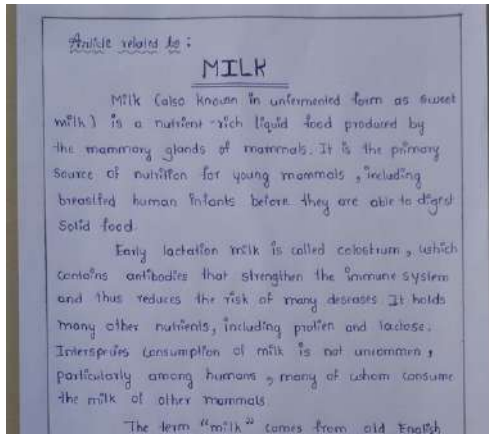 Article related to :
MILK
Milk (also known in unfermented form as sweet
milk) is a nutrient-rich liquid food produced by
the mammary glands of mammals. It is the primary
source of nutrition for young mammals, including
breastfed human infants before they are able to digest
solid food.
Early lactation milk is called colostrum, which
contains antibodies that strengthen the immune system
and thus reduces the risk of many deseases. It holds
many other nutrients, including protien and lactose.
Interspecies consumption of milk is not uncommon,
particularly among humans, many of whom consume
the milk of other mammals
The term "milk" comes from old English